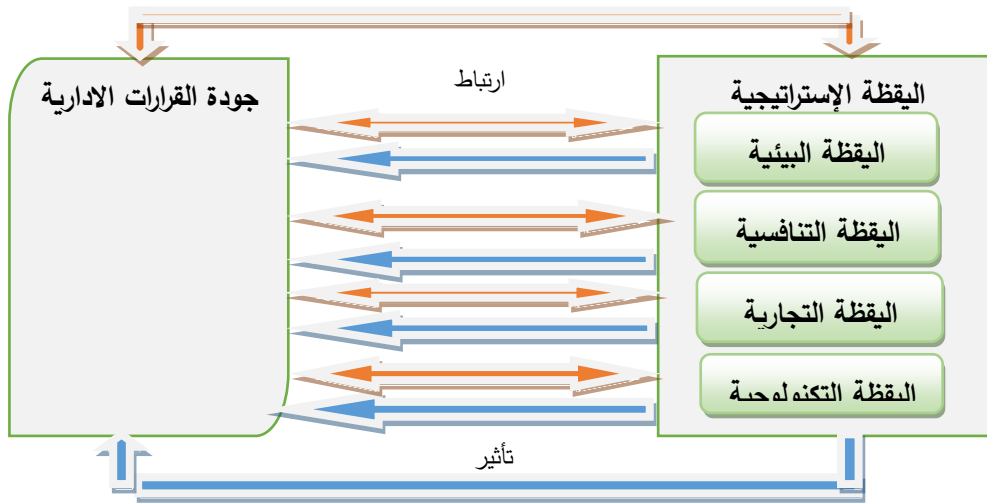 ارتباط
اليقظة الإستراتيجية
اليقظة البيئية
اليقظة التنافسية
اليقظة التجارية
اليقظة التكنولوجية
جودة القرارات الادارية
تأثير